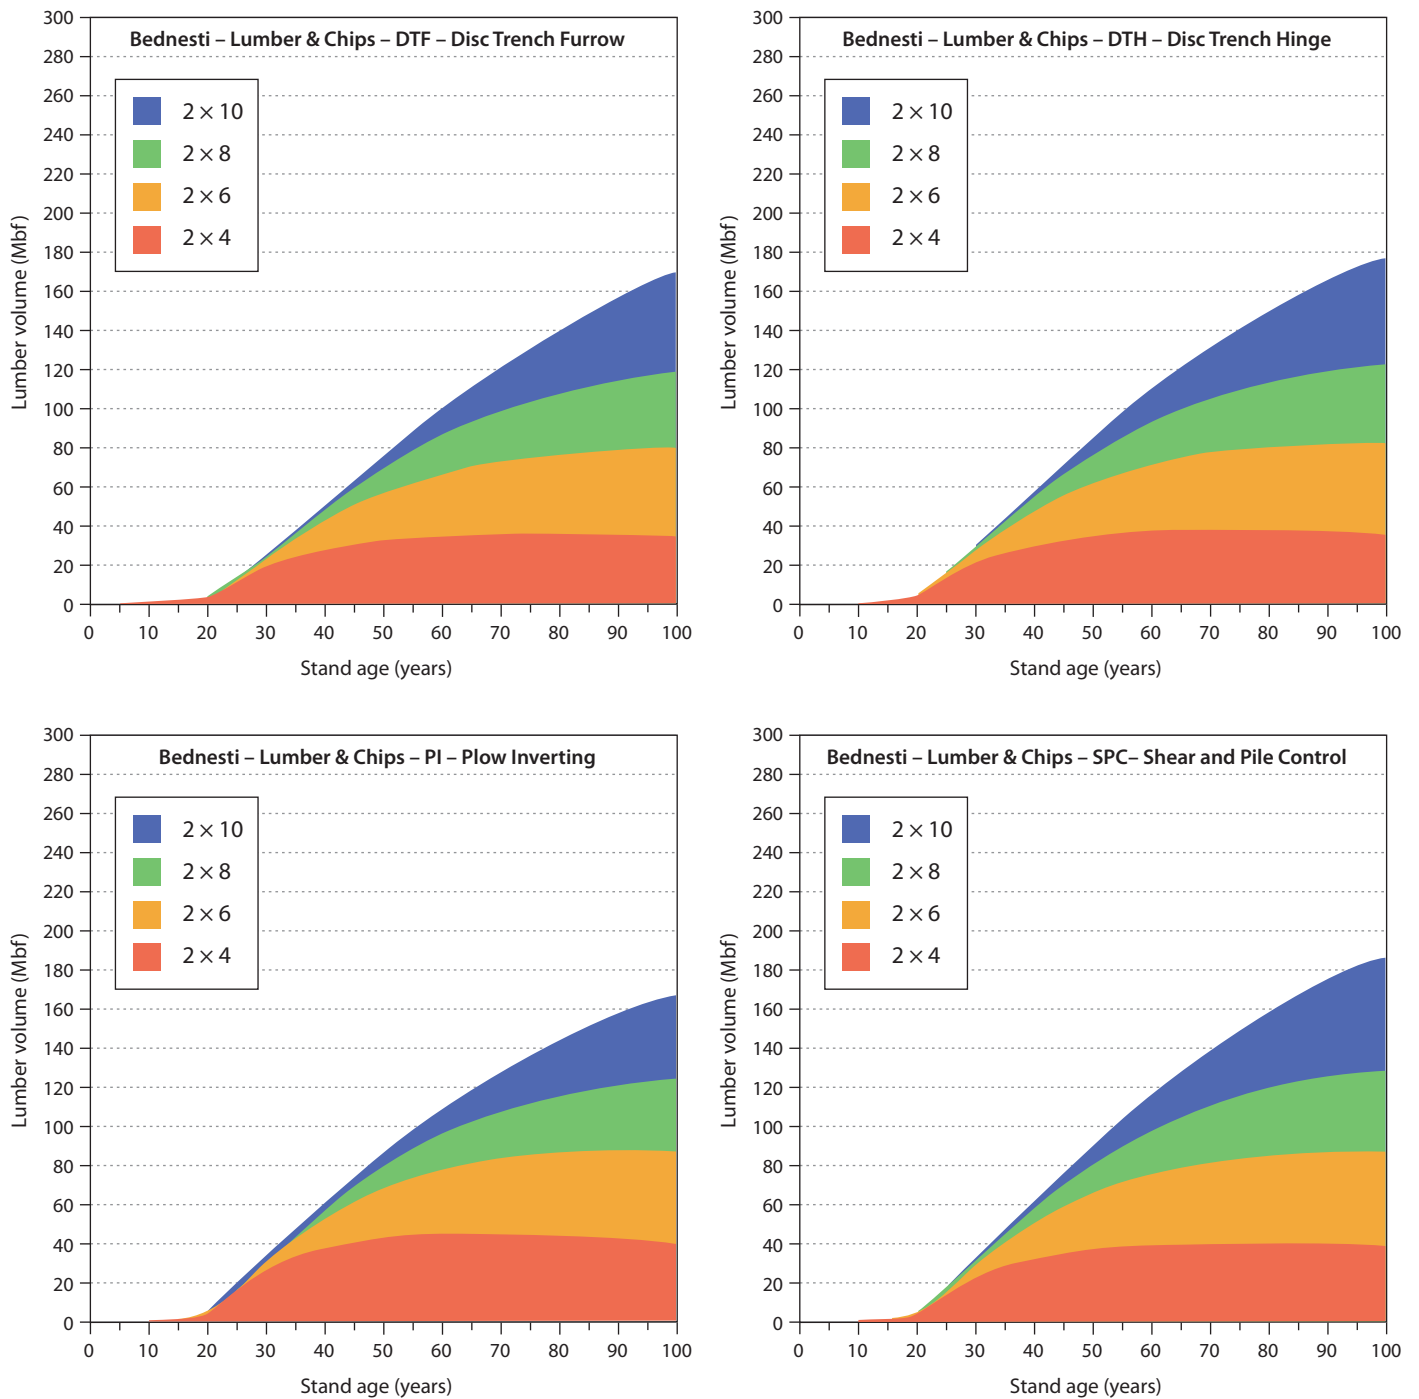 Bednesti – Lumber & Chips – DTF – Disc Trench Furrow
2 × 10
2 × 8
2 × 6
2 × 4
Lumber volume (Mbf)
300
280
260
240
220
200
180
160
140
120
100
80
60
40
20
0
0 10 20 30 40 50 60 70 80 90 100
Stand age (years)
Bednesti – Lumber & Chips – DTH – Disc Trench Hinge
2 × 10
2 × 8
2 × 6
2 × 4
Lumber volume (Mbf)
300
280
260
240
220
200
180
160
140
120
100
80
60
40
20
0
0 10 20 30 40 50 60 70 80 90 100
Stand age (years)
Bednesti – Lumber & Chips – PI – Plow Inverting
2 × 10
2 × 8
2 × 6
2 × 4
Lumber volume (Mbf)
300
280
260
240
220
200
180
160
140
120
100
80
60
40
20
0
0 10 20 30 40 50 60 70 80 90 100
Stand age (years)
Bednesti – Lumber & Chips – SPC– Shear and Pile Control
2 × 10
2 × 8
2 × 6
2 × 4
Lumber volume (Mbf)
300
280
260
240
220
200
180
160
140
120
100
80
60
40
20
0
0 10 20 30 40 50 60 70 80 90 100
Stand age (years)